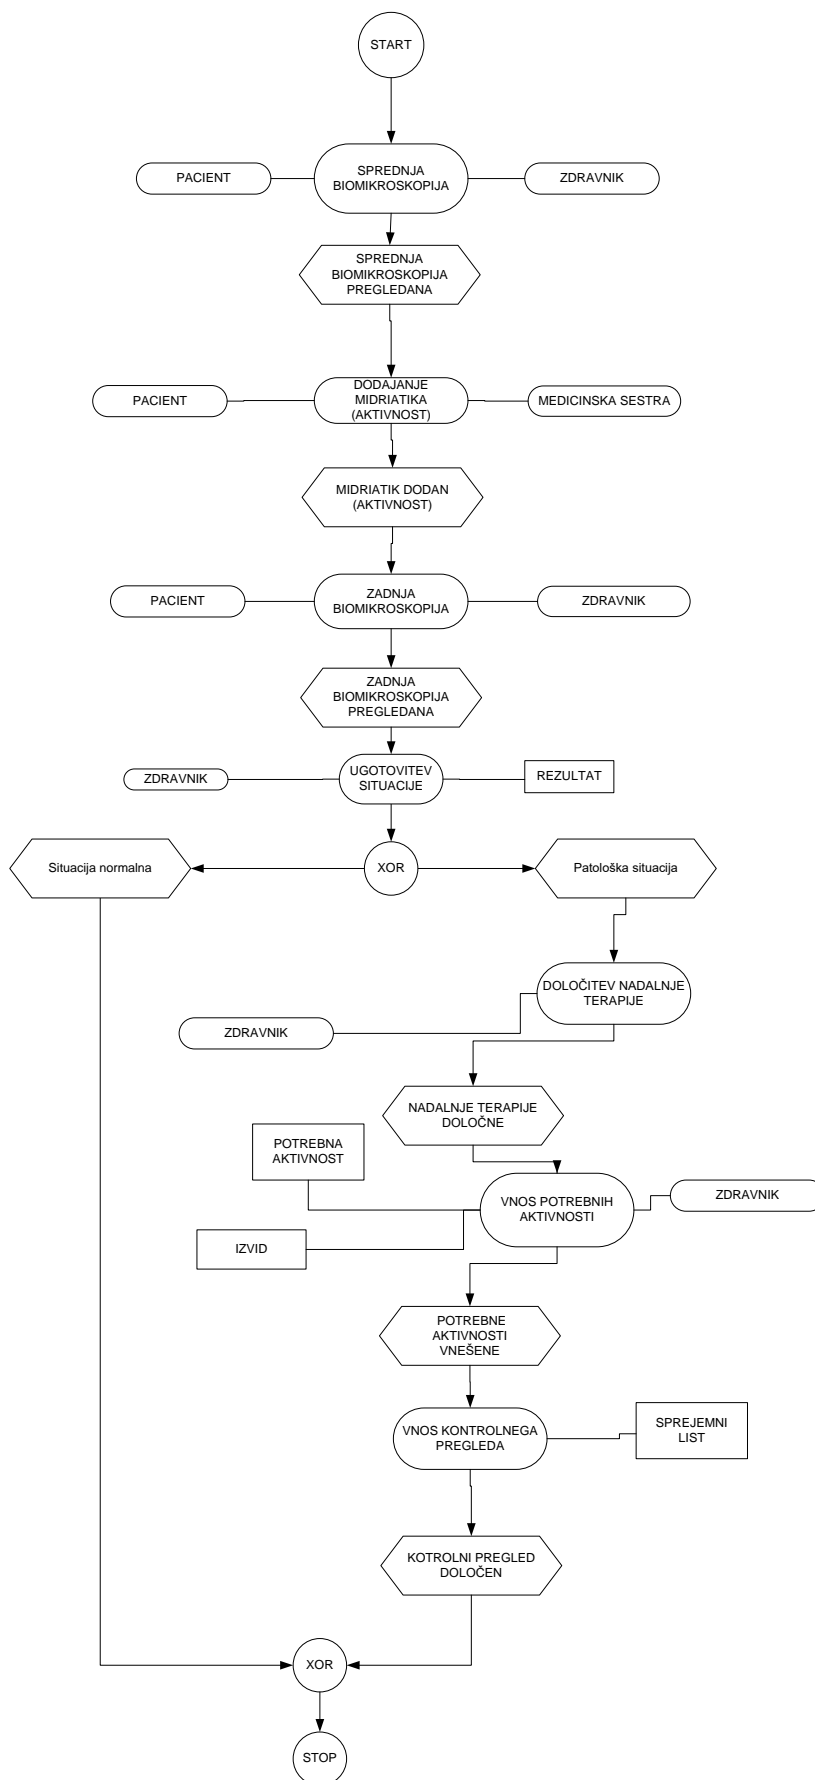 START
PACIENT
SPREDNJA
BIOMIKROSKOPIJA
ZDRAVNIK
SPREDNJA
BIOMIKROSKOPIJA
PREGLEDANA
PACIENT
DODAJANJE
MIDRIATIKA
(AKTIVNOST)
MEDICINSKA SESTRA
MIDRIATIK DODAN
(AKTIVNOST)
PACIENT
ZADNJA
BIOMIKROSKOPIJA
ZDRAVNIK
ZADNJA
BIOMIKROSKOPIJA
PREGLEDANA
ZDRAVNIK
UGOTOVITEV
SITUACIJE
REZULTAT
Situacija normalna
XOR
Patološka situacija
DOLOČITEV NADALNJE
TERAPIJE
ZDRAVNIK
NADALNJE TERAPIJE
DOLOČNE
POTREBNA
AKTIVNOST
VNOS POTREBNIH
AKTIVNOSTI
ZDRAVNIK
IZVID
POTREBNE
AKTIVNOSTI
VNEŠENE
VNOS KONTROLNEGA
PREGLEDA
SPREJEMNI
LIST
KOTROLNI PREGLED
DOLOČEN
XOR
STOP